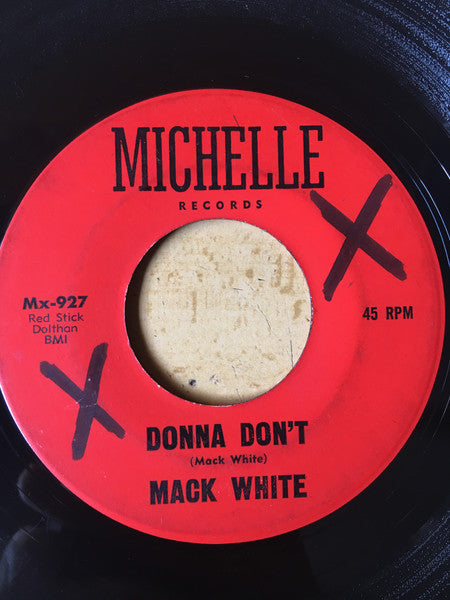 MICHELLE
RECORDS
Mx-927
Red Stick
Dolthan
BMI
45 RPM
X
X
DONNA DON'T
(Mack White)
MACK WHITE